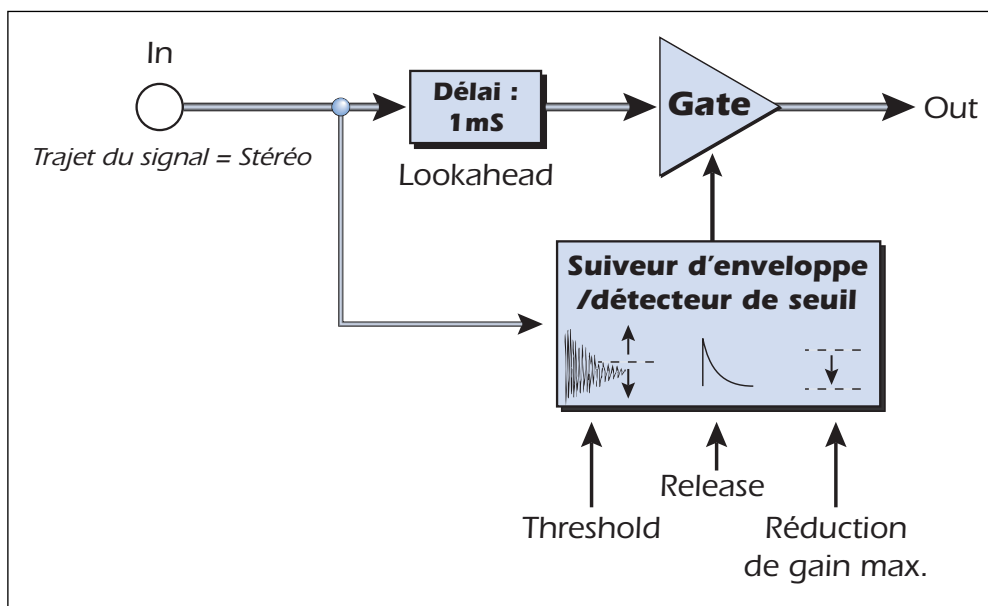 In
Trajet du signal = Stéréo
Délai :
1mS
Lookahead
Gate
Out
Suiveur d'enveloppe
/détecteur de seuil
Threshold
Release
Réduction
de gain max.